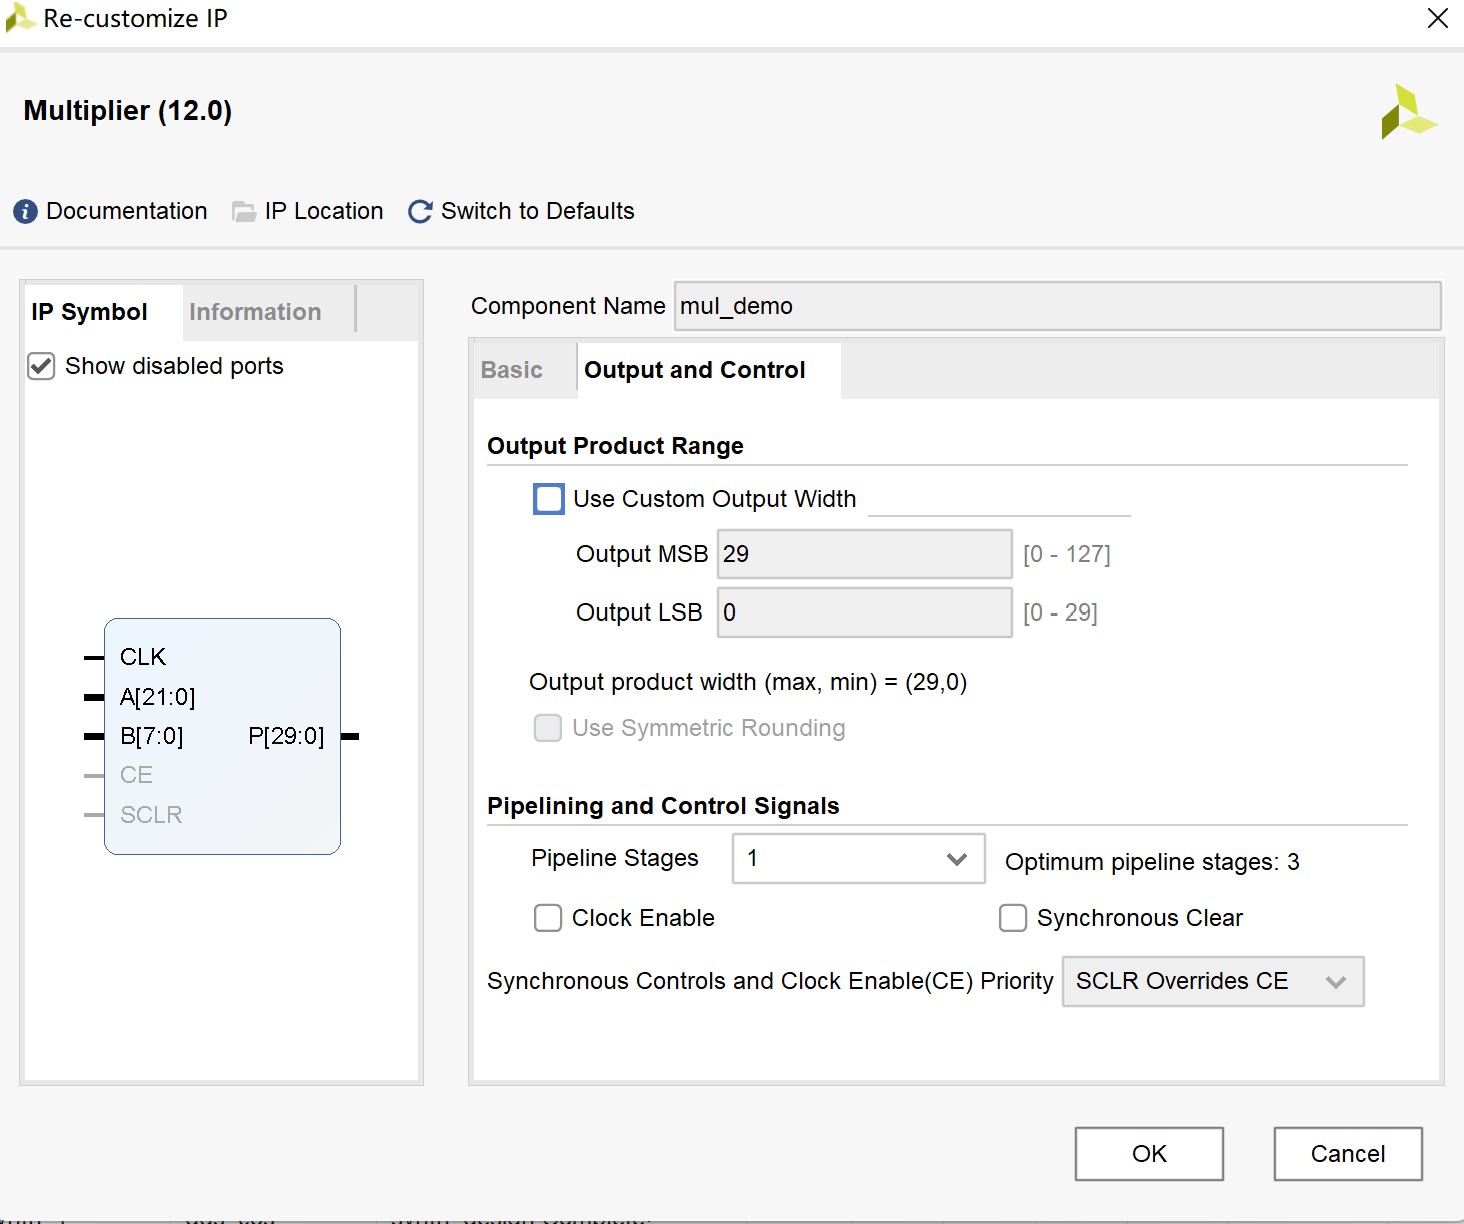 Re-customize IP
Multiplier (12.0)
Documentation IP Location Switch to Defaults
IP Symbol Information
Show disabled ports
CLK
A[21:0]
B[7:0] P[29:0]
CE
SCLR
Component Name mul_demo
Basic Output and Control
Output Product Range
Use Custom Output Width
Output MSB 29 [0 - 127]
Output LSB 0 [0 - 29]
Output product width (max, min) = (29,0)
Use Symmetric Rounding
Pipelining and Control Signals
Pipeline Stages 1 Optimum pipeline stages: 3
Clock Enable Synchronous Clear
Synchronous Controls and Clock Enable(CE) Priority SCLR Overrides CE
OK Cancel